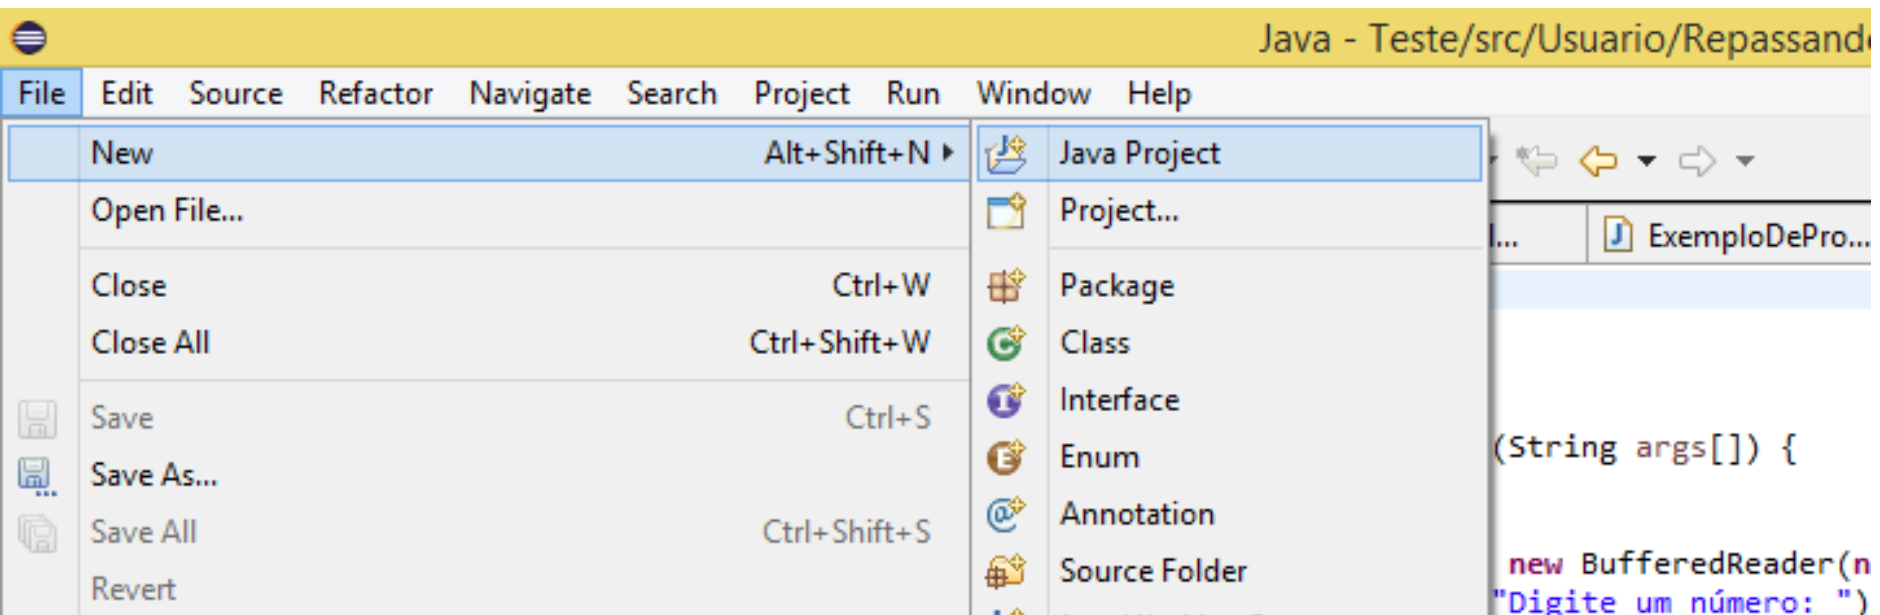 Java - Teste/src/Usuario/Repassand
File Edit Source Refactor Navigate Search Project Run Window Help
New Alt+Shift+N
Open File...
Close Ctrl+W
Close All Ctrl+Shift+W
Save Ctrl+S
Save As...
Save All Ctrl+Shift+S
Revert
Java Project
Project...
Package
Class
Interface
Enum
Annotation
Source Folder
ExemploDePro...
(String args[]) {
new BufferedReader(n
"Digite um número: ")